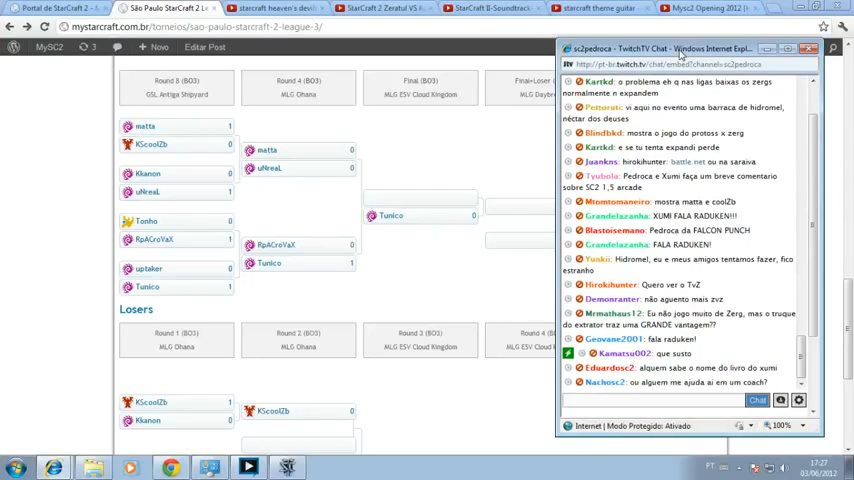 Portal de StarCraft 2 -
São Paulo StarCraft 2 Le
starcraft heaven's devil
StarCraft 2 Zeratul VS K
StarCraft II-Soundtrack-
starcraft theme guitar -
Mysc2 Opening 2012 | H
mystarcraft.com.br/torneios/sao-paulo-starcraft-2-league-3/
MySC2
3
+ Novo
Editar Post
Round 3 (BO3)
GSL Antiga Shipyard
Round 4 (BO3)
MLG Ohana
Final (BO3)
MLG ESV Cloud Kingdom
Final+Loser (
MLG Daybre
matta 1
KScoolZb 0
Kkanon 0
uNreaL 1
Tonho 0
RpACroVaX 1
uptaker 0
Tunico 1
matta 0
uNreaL 0
RpACroVaX 0
Tunico 1
Tunico 0
Losers
Round 1 (BO3)
MLG Ohana
Round 2 (BO3)
MLG Ohana
Round 3 (BO3)
MLG ESV Cloud Kingdom
Round 4 (
MLG ESV Clou
KScoolZb 1
Kkanon 0
KScoolZb 0
sc2pedroca - TwitchTV Chat - Windows Internet Expl...
http://pt-br.twitch.tv/chat/embed?channel=sc2pedroca
Kartkd: o problema eh q nas ligas baixas os zergs
normalmente n expandem
Pettoruti: vi aqui no evento uma barraca de hidromel,
néctar dos deuses
Blindbkd: mostra o jogo do protoss x zerg
Kartkd: e se tu tenta expandi perde
Juankns: hirokihunter: battle.net ou na saraiva
Tyubola: Pedroca e Xumi faça um breve comentario
sobre SC2 1,5 arcade
Mtomtomaneiro: mostra matta e coolZb
Grandelazanha: XUMI FALA RADUKEN!!!
Blastoisemano: Pedroca da FALCON PUNCH
Grandelazanha: FALA RADUKEN!
Yunkii: Hidromel, eu e meus amigos tentamos fazer, fico
estranho
Hirokihunter: Quero ver o TvZ
Demonranter: não aguento mais zvz
Mrmathaus12: Eu não jogo muito de Zerg, mas o truque
do extrator traz uma GRANDE vantagem??
Geovane2001: fala raduken!
Kamatsu002: que susto
Eduardosc2: alguem sabe o nome do livro do xumi
Nachosc2: ou alguem me ajuda ai em um coach?
Chat
Internet | Modo Protegido: Ativado
100%
PT
17:27
03/06/2012